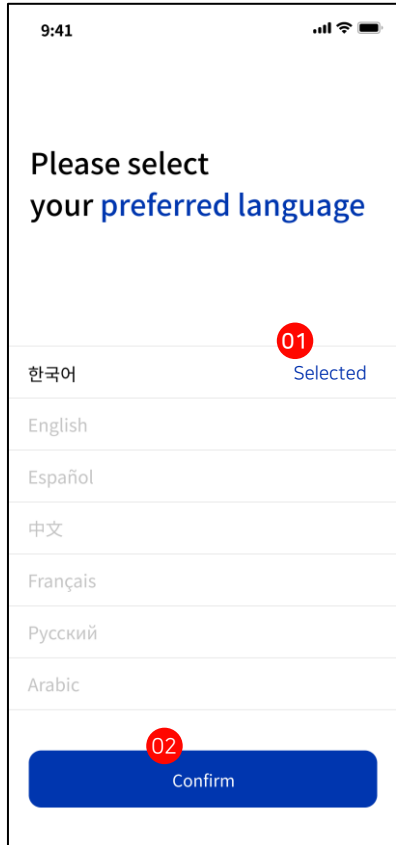 9:41
Please select
your preferred language
01
한국어 Selected
English
Español
中文
Français
Русский
Arabic
02
Confirm